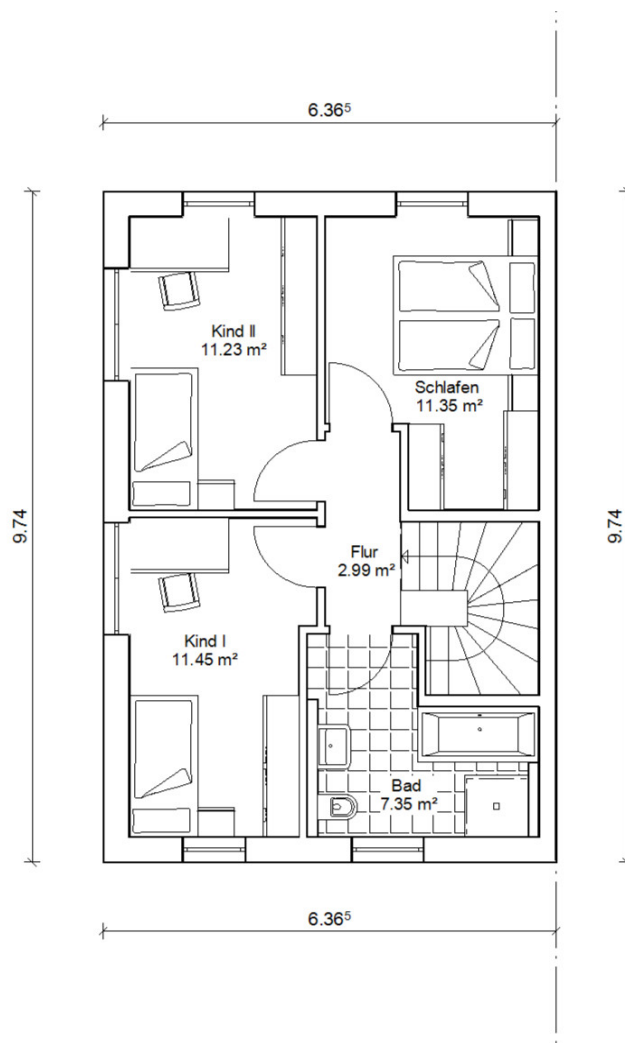 6.36⁵
Kind II
11.23 m²
Schlafen
11.35 m²
9.74
9.74
Flur
2.99 m²
Kind I
11.45 m²
Bad
7.35 m²
6.36⁵